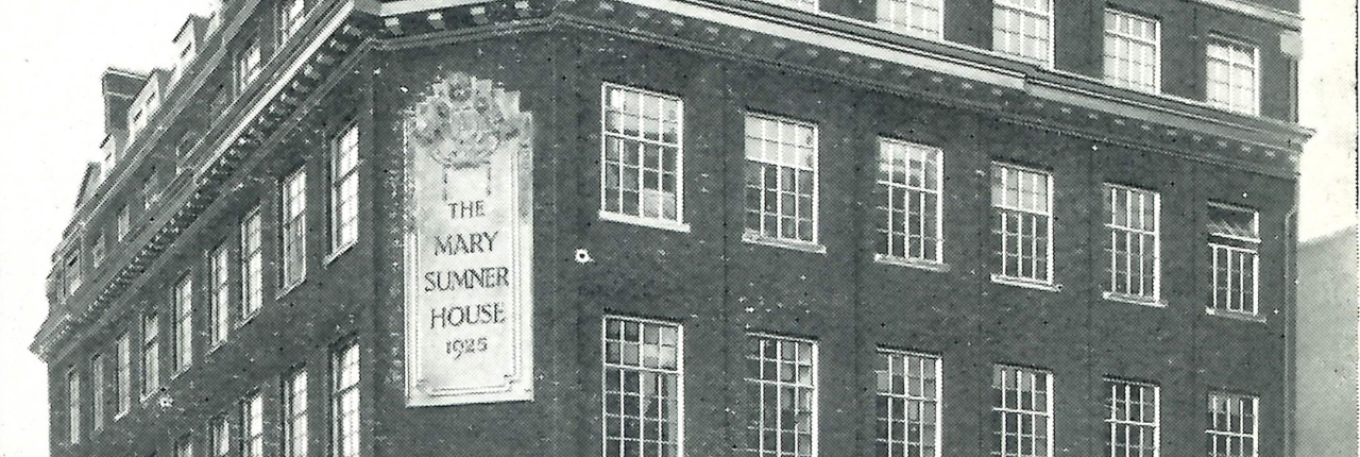 THE
MARY
SUMNER
HOUSE
1925